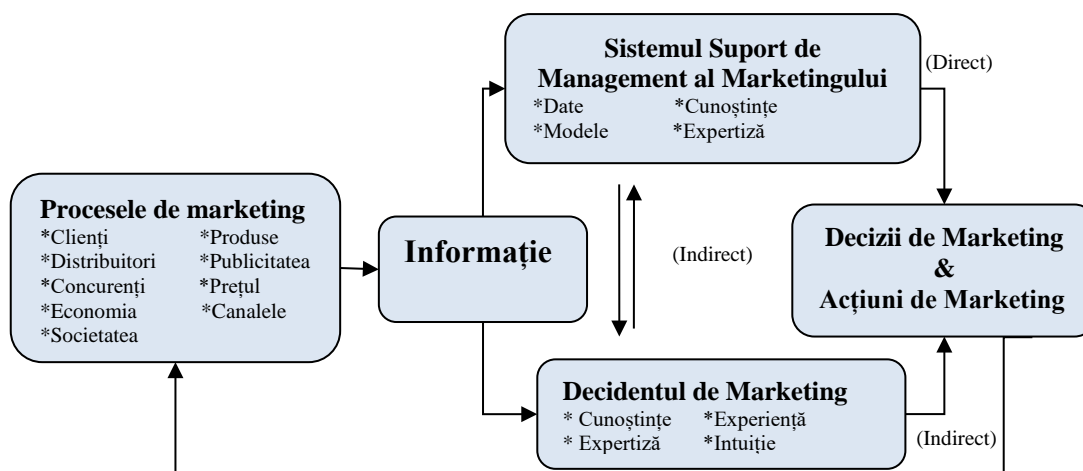 Sistemul Suport de
Management al Marketingului
*Date *Cunoștințe
*Modele *Expertiză
(Direct)
Procesele de marketing
*Clienți *Produse
*Distribuitori *Publicitatea
*Concurenți *Prețul
*Economia *Canalele
*Societatea
Informație
(Indirect)
Decizii de Marketing
&
Acțiuni de Marketing
Decidentul de Marketing
* Cunoștințe *Experiență
* Expertiză *Intuiție
(Indirect)